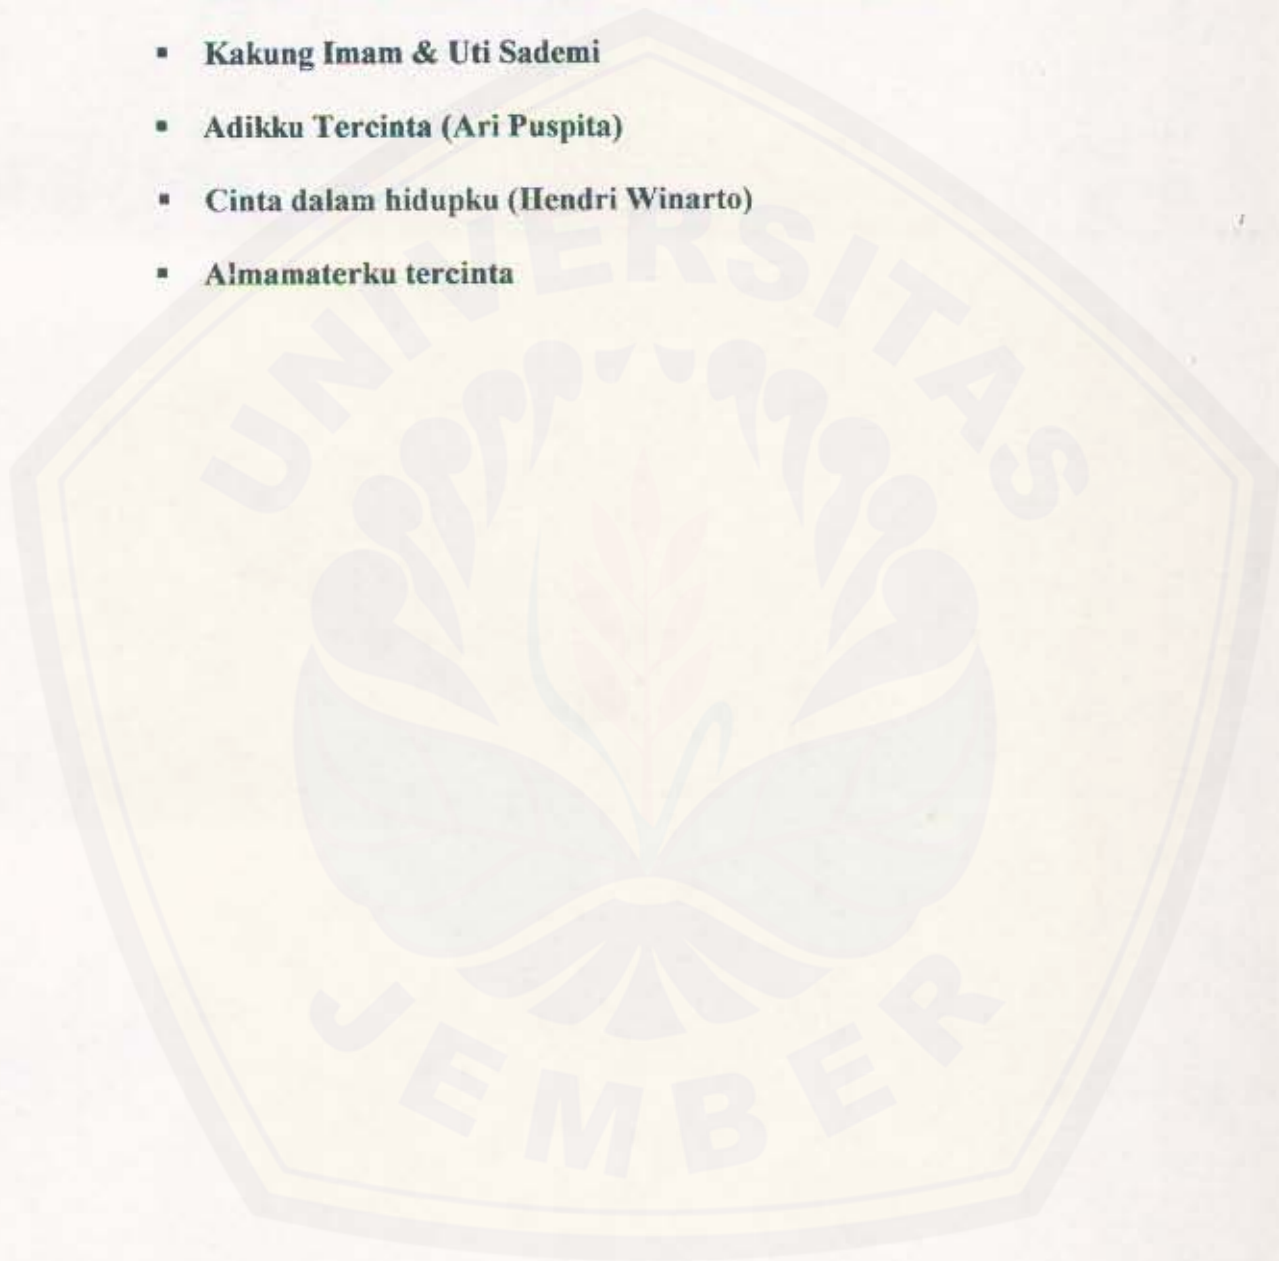 ▪ Kakung Imam & Uti Sademi
▪ Adikku Tercinta (Ari Puspita)
▪ Cinta dalam hidupku (Hendri Winarto)
▪ Almamaterku tercinta
UNIVERSITAS
JEMBER